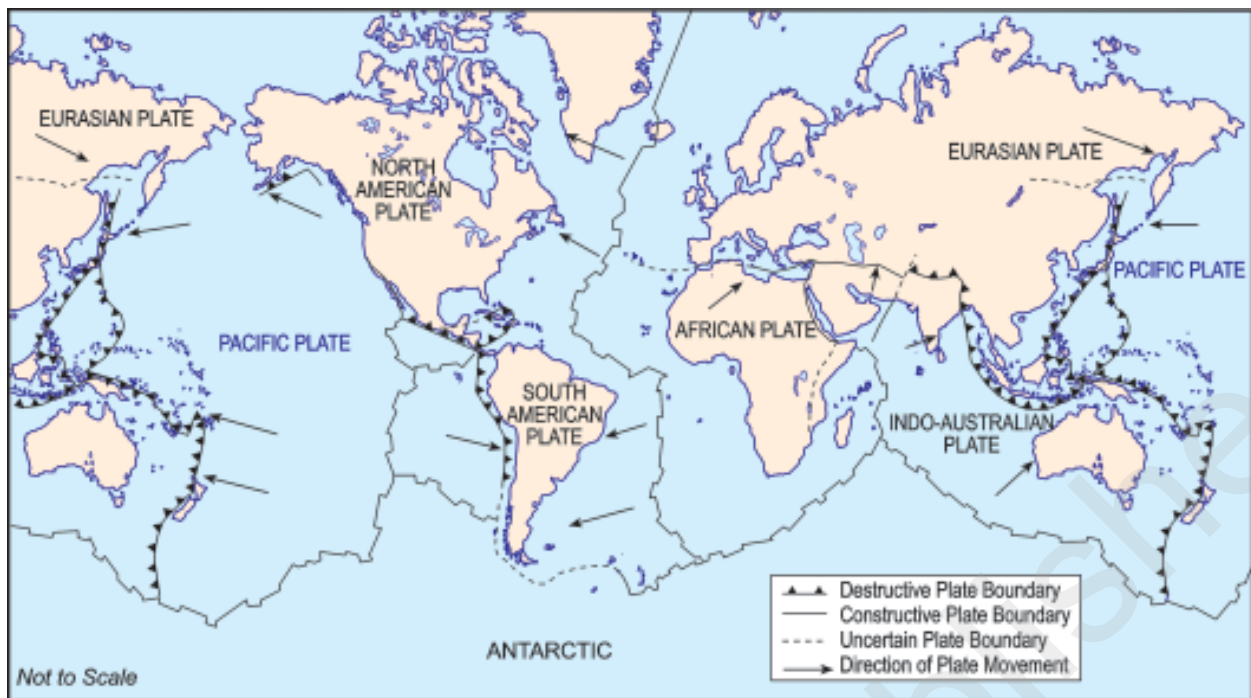 EURASIAN PLATE
NORTH
AMERICAN
PLATE
EURASIAN PLATE
PACIFIC PLATE
PACIFIC PLATE
AFRICAN PLATE
SOUTH
AMERICAN
PLATE
INDO-AUSTRALIAN
PLATE
ANTARCTIC
Destructive Plate Boundary
Constructive Plate Boundary
Uncertain Plate Boundary
Direction of Plate Movement
Not to Scale